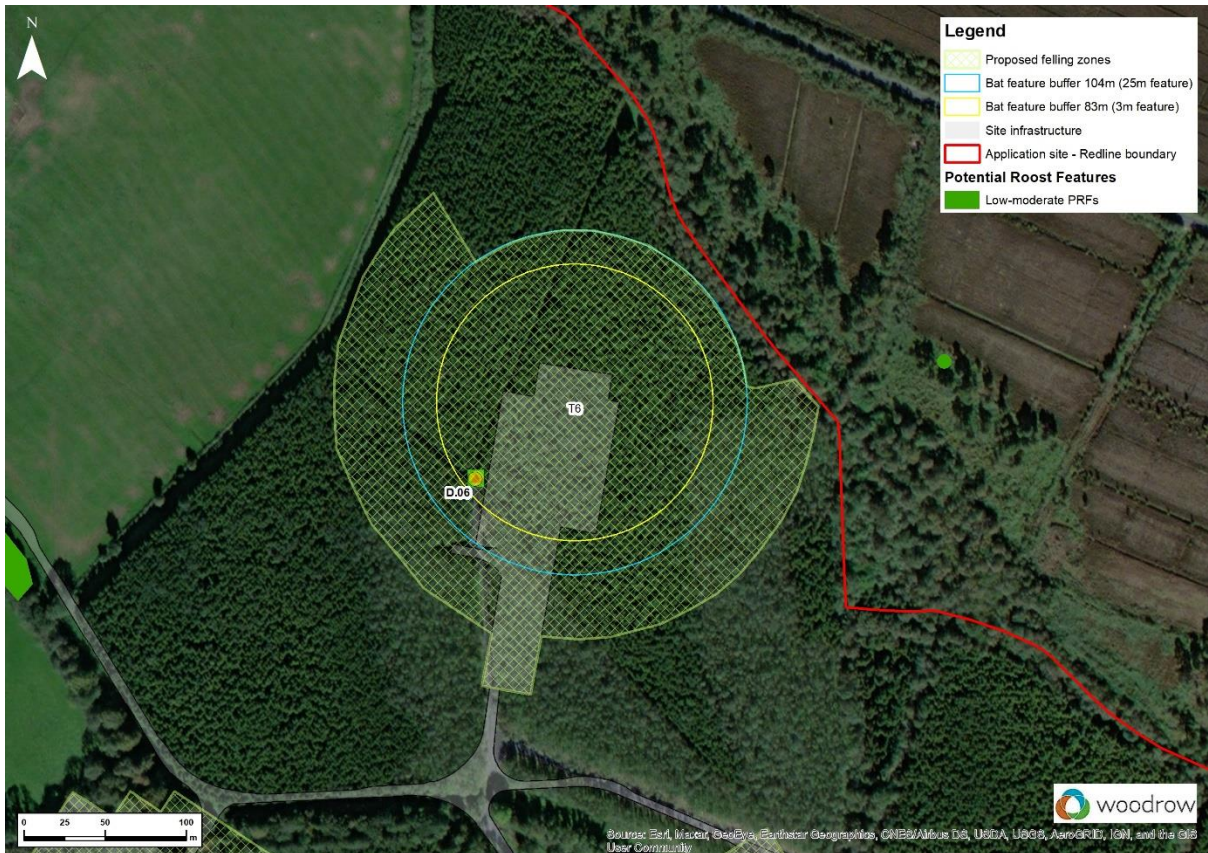 N
Legend
Proposed felling zones
Bat feature buffer 104m (25m feature)
Bat feature buffer 83m (3m feature)
Site infrastructure
Application site - Redline boundary
Potential Roost Features
Low-moderate PRFs
T6
D.06
0 25 50 100
m
woodrow
Source: Esri, Maxar, GeoEye, Earthstar Geographics, CNES/Airbus DS, USDA, USGS, AeroGRID, IGN, and the GIS
User Community